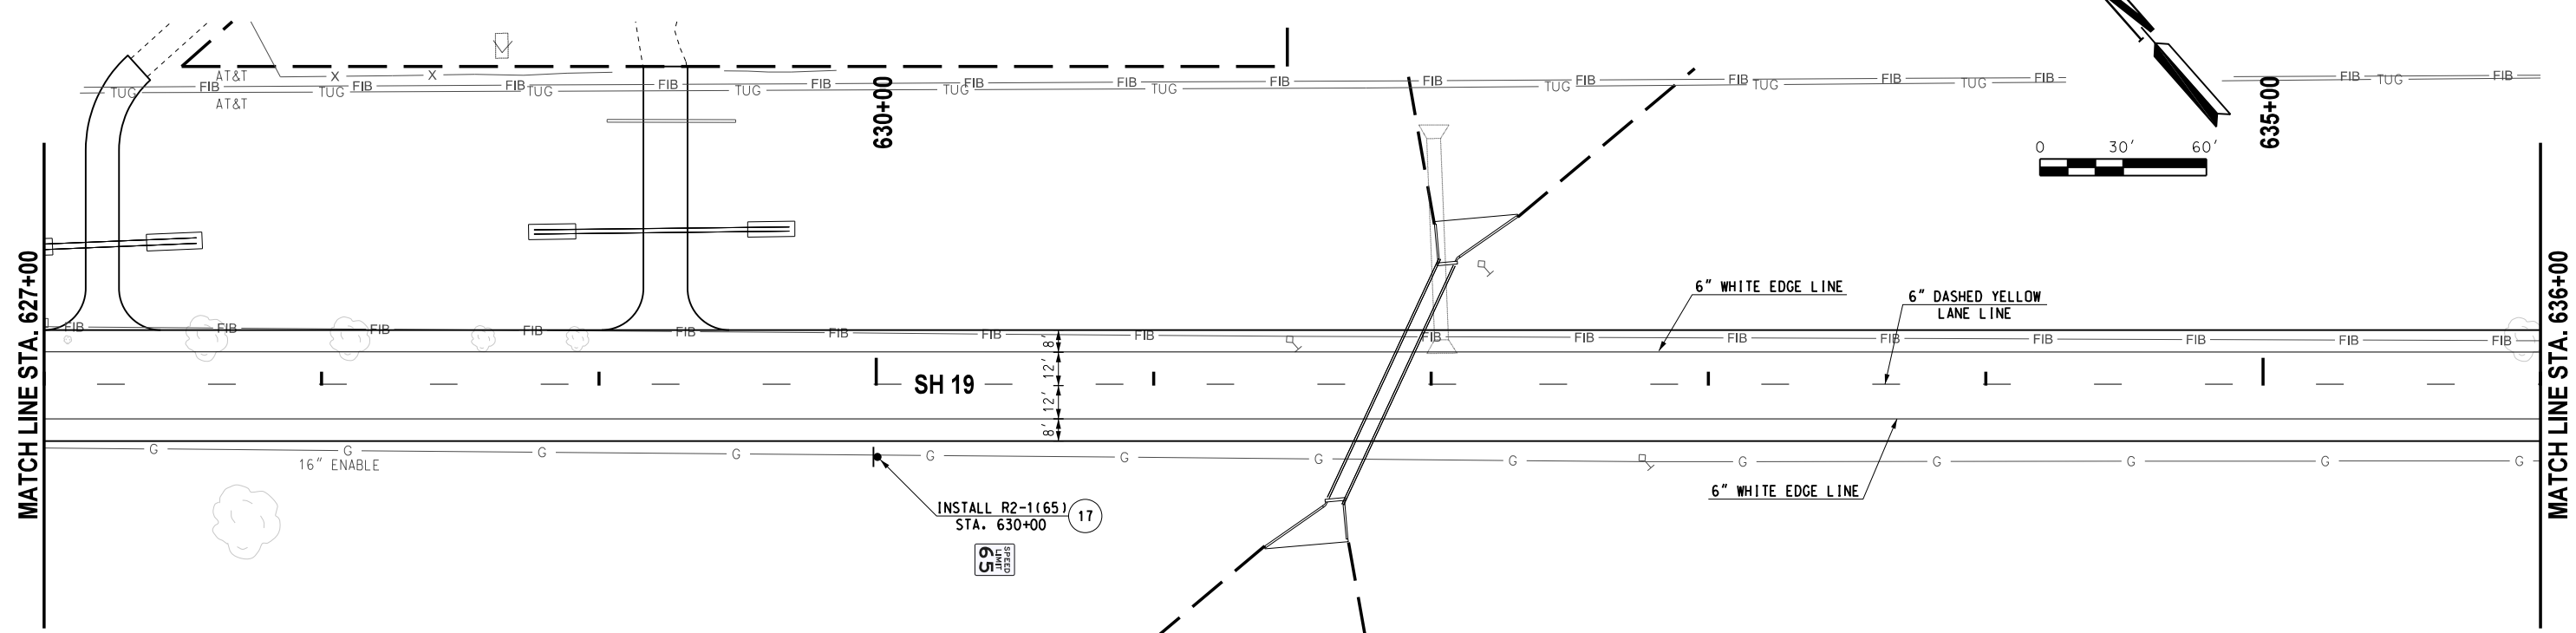 AT&T
X X
FIB FIB FIB FIB FIB FIB FIB FIB FIB FIB FIB FIB FIB FIB FIB
TUG TUG TUG TUG TUG TUG TUG TUG TUG TUG
AT&T
630+00
635+00
0 30' 60'
MATCH LINE STA. 627+00
MATCH LINE STA. 636+00
6" WHITE EDGE LINE
6" DASHED YELLOW
LANE LINE
FIB FIB FIB FIB FIB FIB FIB FIB FIB FIB FIB FIB FIB FIB FIB FIB FIB
8'
12'
SH 19
12'
8'
G G G G G G G G G G G G G
16" ENABLE
6" WHITE EDGE LINE
INSTALL R2-1(65)
STA. 630+00
17
SPEED
LIMIT
65